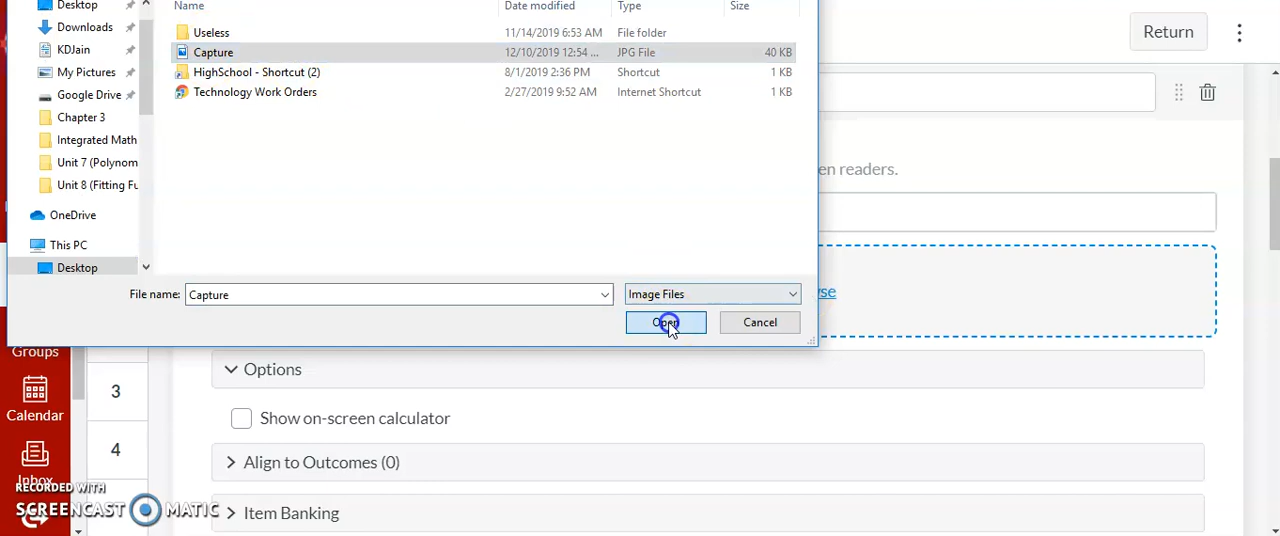 Desktop
Name Date modified Type Size
Downloads
Useless 11/14/2019 6:53 AM File folder
KDJain
Capture 12/10/2019 12:54 ... JPG File 40 KB
My Pictures
HighSchool - Shortcut (2) 8/1/2019 2:36 PM Shortcut 1 KB
Google Drive
Technology Work Orders 2/27/2019 9:52 AM Internet Shortcut 1 KB
Chapter 3
Integrated Math
Unit 7 (Polynom
Unit 8 (Fitting Fu
OneDrive
This PC
Desktop
File name: Capture Image Files
Open Cancel
Return
en readers.
wse
Groups
Options
3
Calendar
Show on-screen calculator
4
Align to Outcomes (0)
Inbox
RECORDED WITH
SCREENCAST MATIC
Item Banking